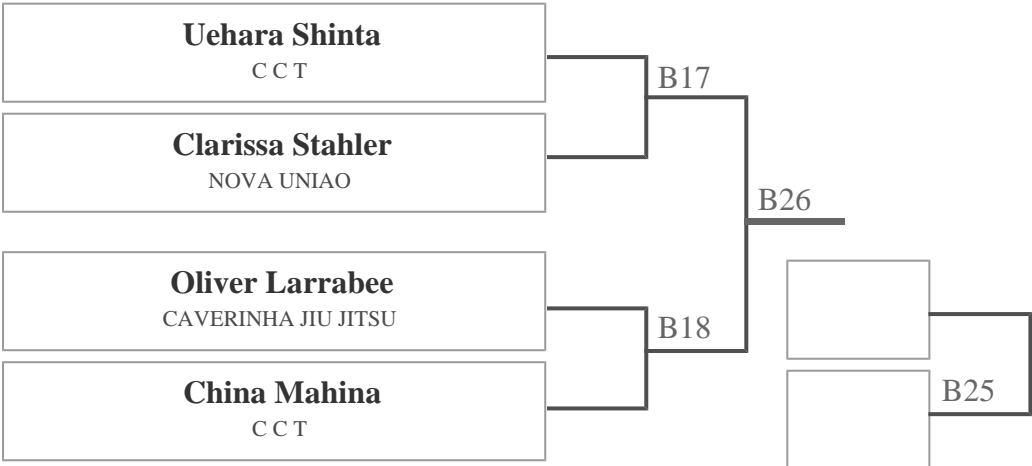 Uehara Shinta
C C T
B17
Clarissa Stahler
NOVA UNIAO
B26
Oliver Larrabee
CAVERINHA JIU JITSU
B18
China Mahina
C C T
B25